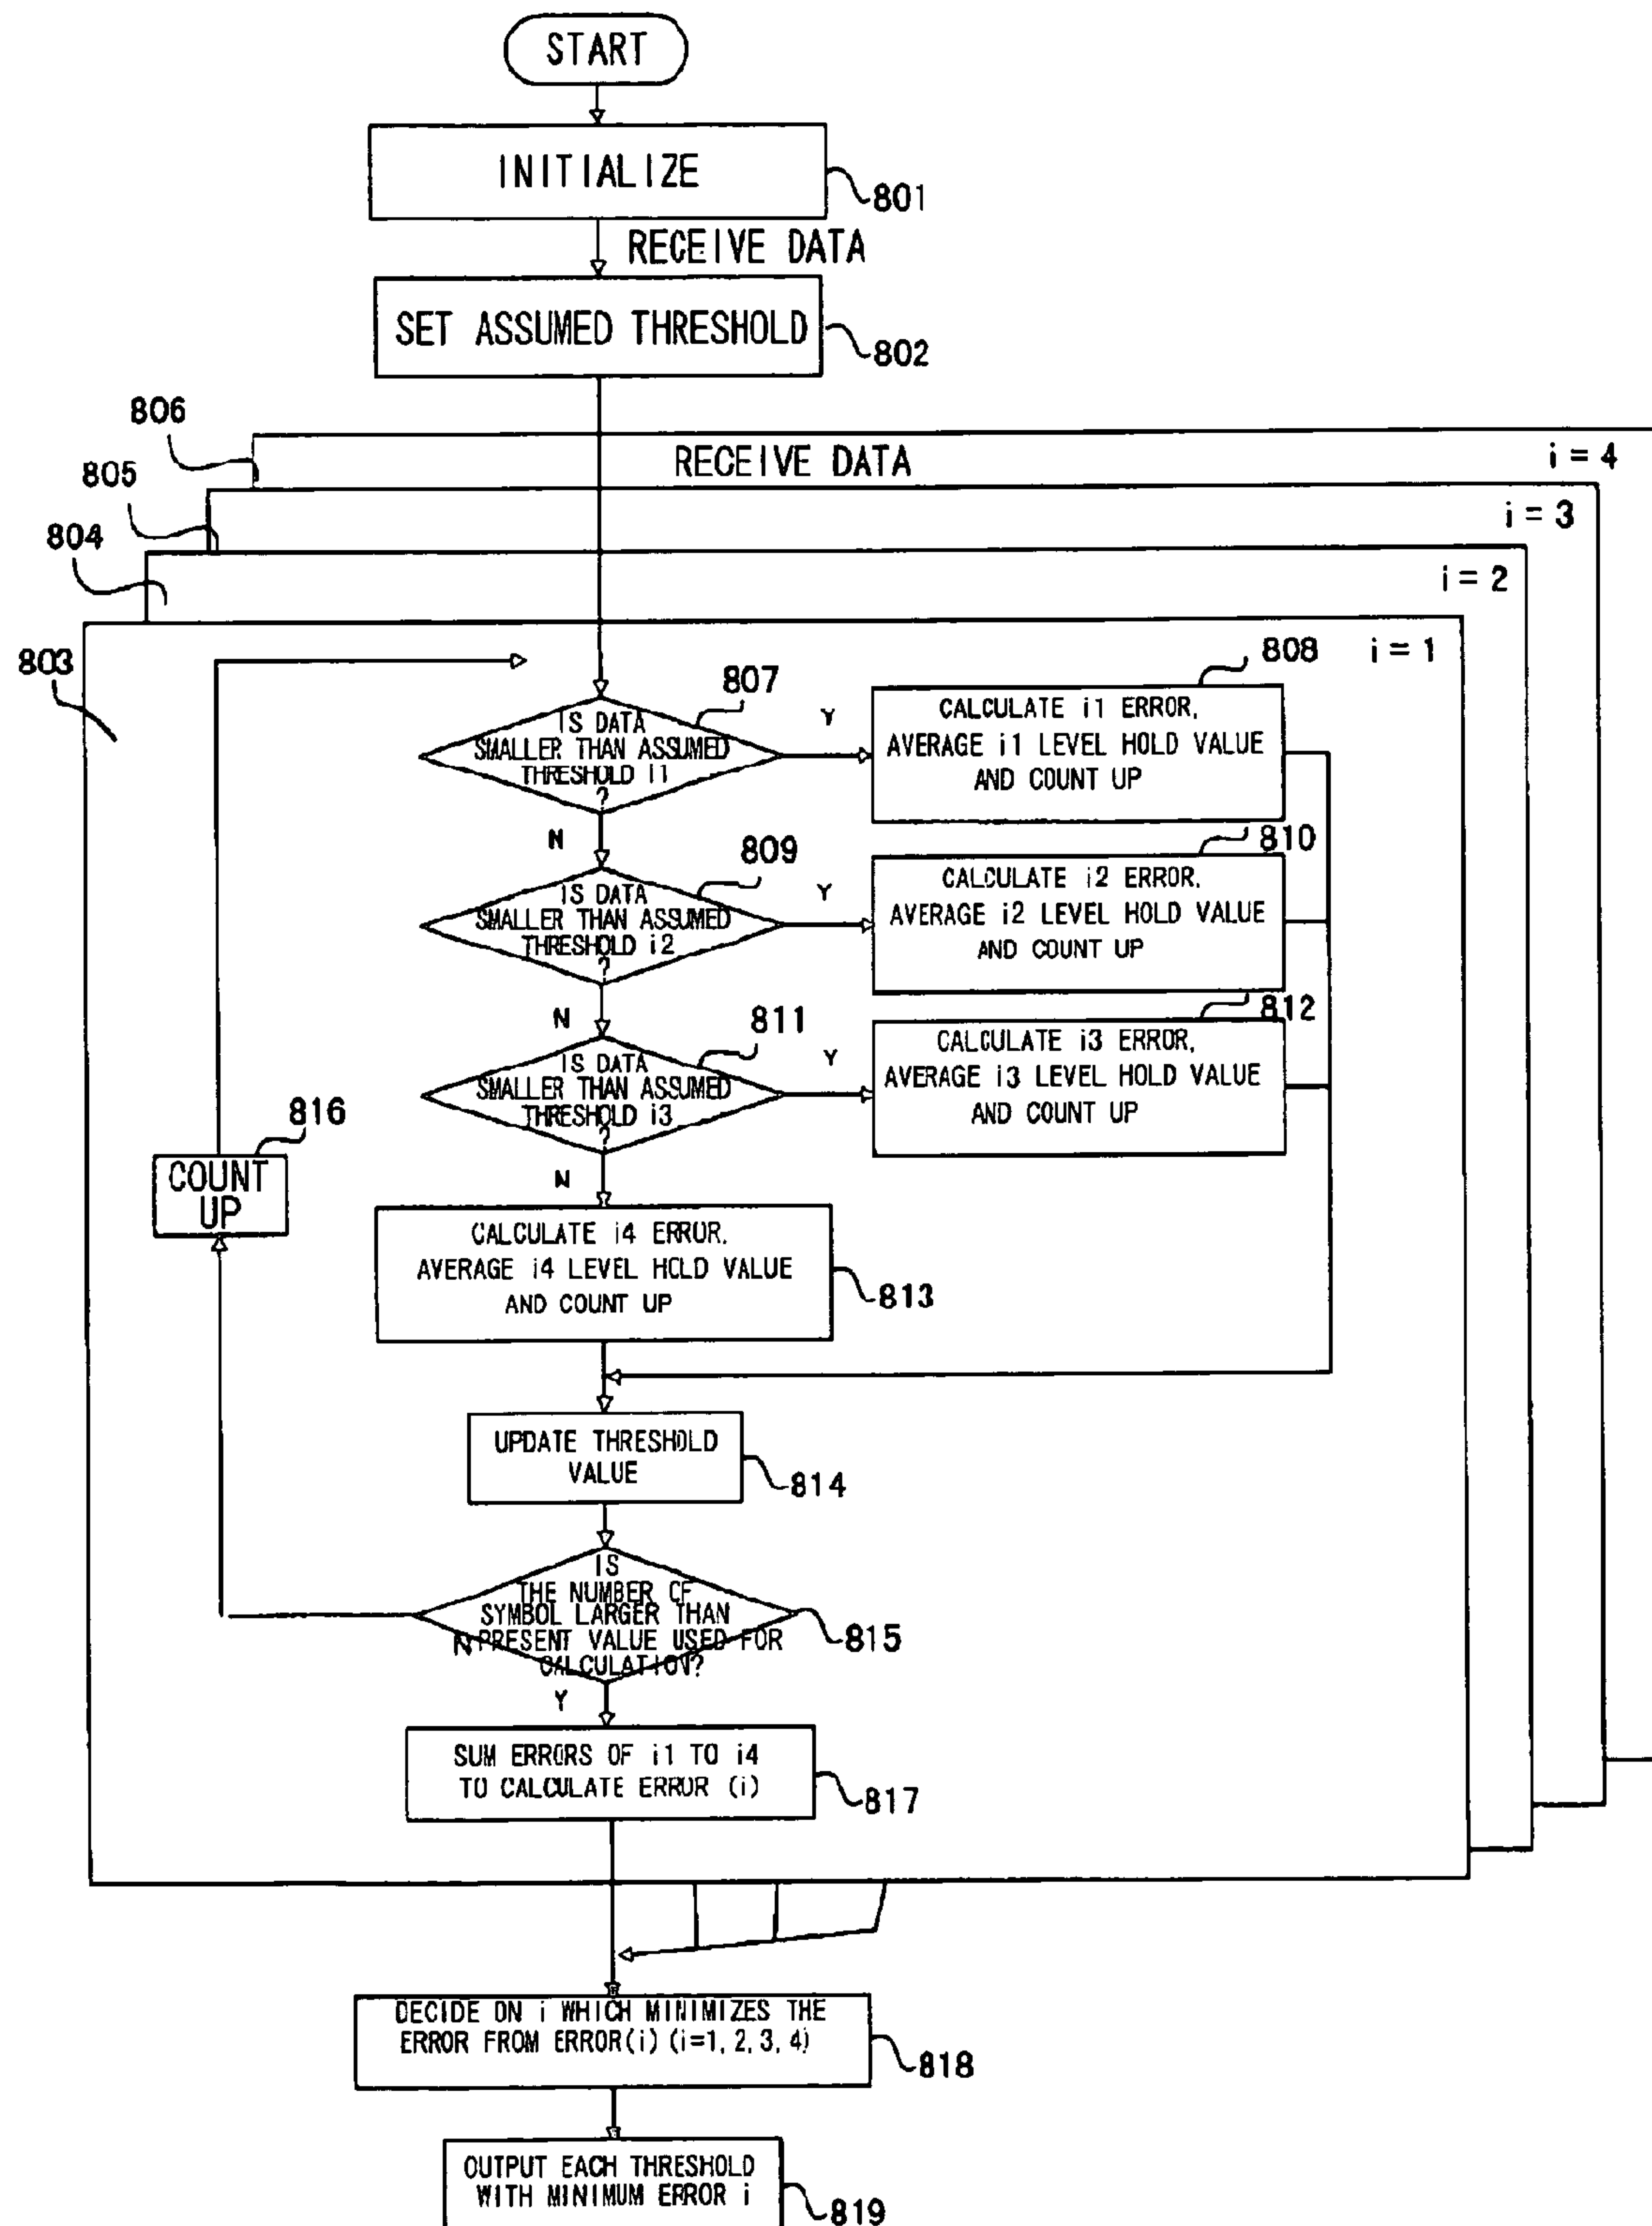 START
INITIALIZE
801
RECEIVE DATA
SET ASSUMED THRESHOLD
802
806
RECEIVE DATA
i = 4
805
i = 3
804
i = 2
803
i = 1
807
IS DATA
SMALLER THAN ASSUMED
THRESHOLD i1
?
Y
808
CALCULATE i1 ERROR,
AVERAGE i1 LEVEL HOLD VALUE
AND COUNT UP
N
809
IS DATA
SMALLER THAN ASSUMED
THRESHOLD i2
?
Y
810
CALCULATE i2 ERROR,
AVERAGE i2 LEVEL HOLD VALUE
AND COUNT UP
N
811
IS DATA
SMALLER THAN ASSUMED
THRESHOLD i3
?
Y
812
CALCULATE i3 ERROR,
AVERAGE i3 LEVEL HOLD VALUE
AND COUNT UP
N
816
COUNT
UP
CALCULATE i4 ERROR,
AVERAGE i4 LEVEL HOLD VALUE
AND COUNT UP
813
UPDATE THRESHOLD
VALUE
814
IS
THE NUMBER OF
SYMBOL LARGER THAN
PRESENT VALUE USED FOR
CALCULATION?
N
815
Y
SUM ERRORS OF i1 TO i4
TO CALCULATE ERROR (i)
817
DECIDE ON i WHICH MINIMIZES THE
ERROR FROM ERROR(i) (i=1, 2, 3, 4)
818
OUTPUT EACH THRESHOLD
WITH MINIMUM ERROR i
819